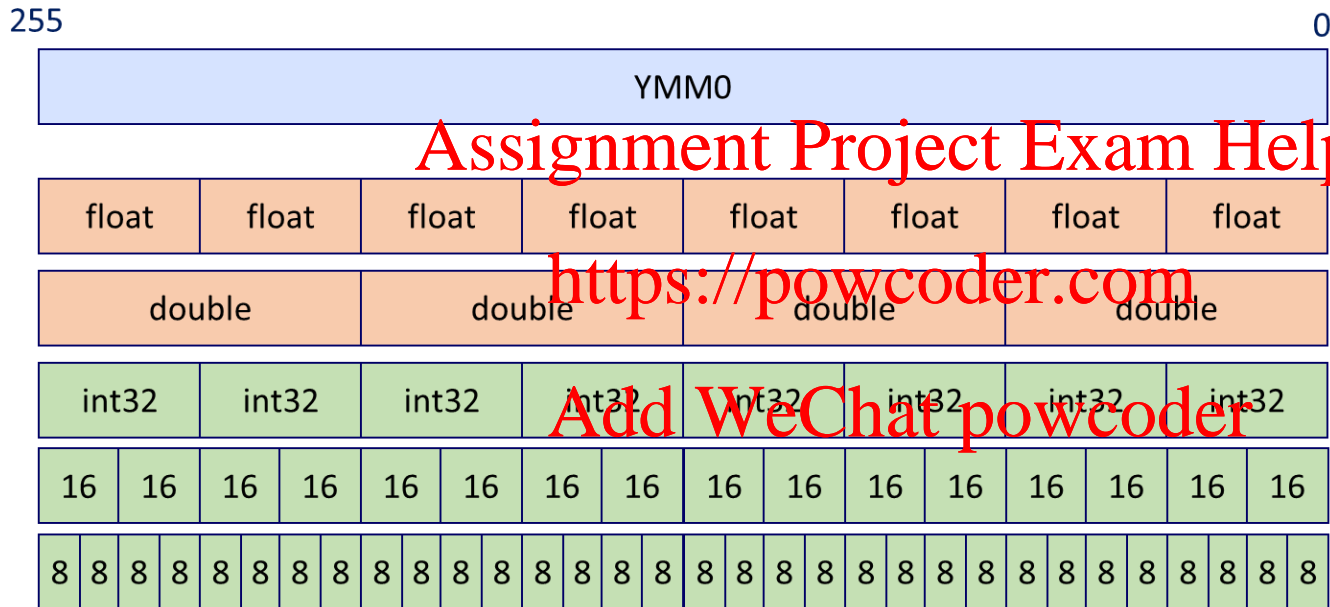 255 0
YMM0
Assignment Project Exam Help
float float float float float float float float
https://powcoder.com
double double double double
int32 int32 int32 int32 int32 int32 int32 int32
Add WeChat powcoder
16 16 16 16 16 16 16 16 16 16 16 16 16 16 16 16
8 8 8 8 8 8 8 8 8 8 8 8 8 8 8 8 8 8 8 8 8 8 8 8 8 8 8 8 8 8 8 8